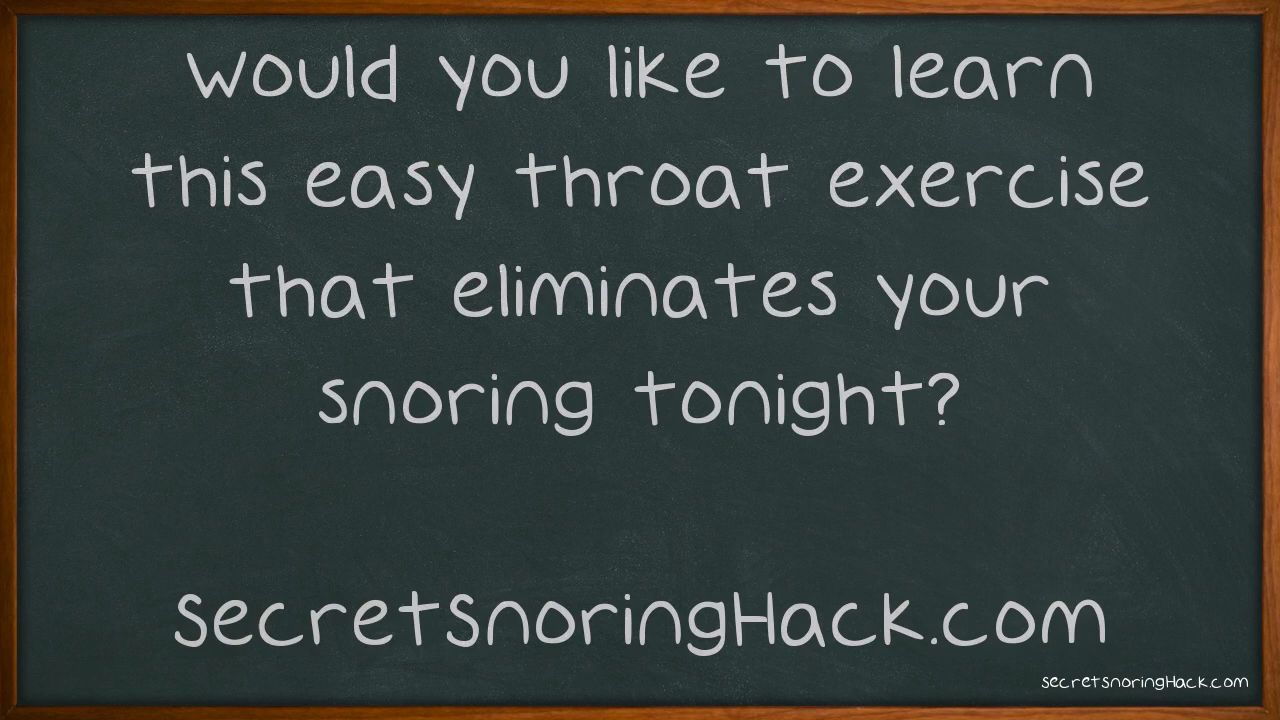 Would you like to learn
this easy throat exercise
that eliminates your
snoring tonight?
SecretSnoringHack.com
secretsnoringHack.com